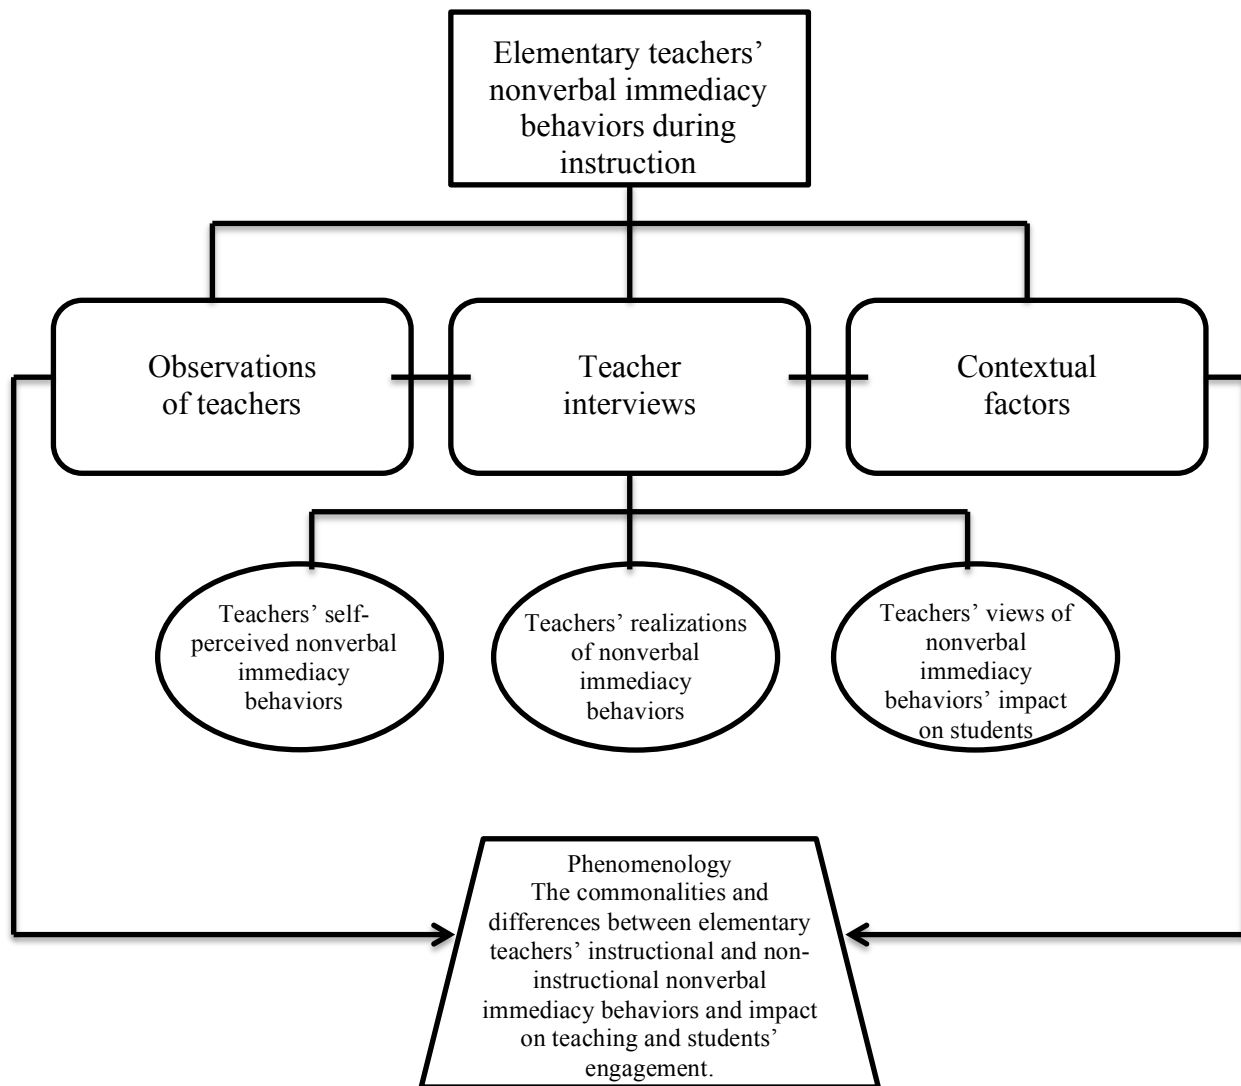 Elementary teachers’
nonverbal immediacy
behaviors during
instruction
Observations
of teachers
Teacher
interviews
Contextual
factors
Teachers’ self-
perceived nonverbal
immediacy
behaviors
Teachers’ realizations
of nonverbal
immediacy
behaviors
Teachers’ views of
nonverbal
immediacy
behaviors’ impact
on students
Phenomenology
The commonalities and
differences between elementary
teachers’ instructional and non-
instructional nonverbal
immediacy behaviors and impact
on teaching and students’
engagement.